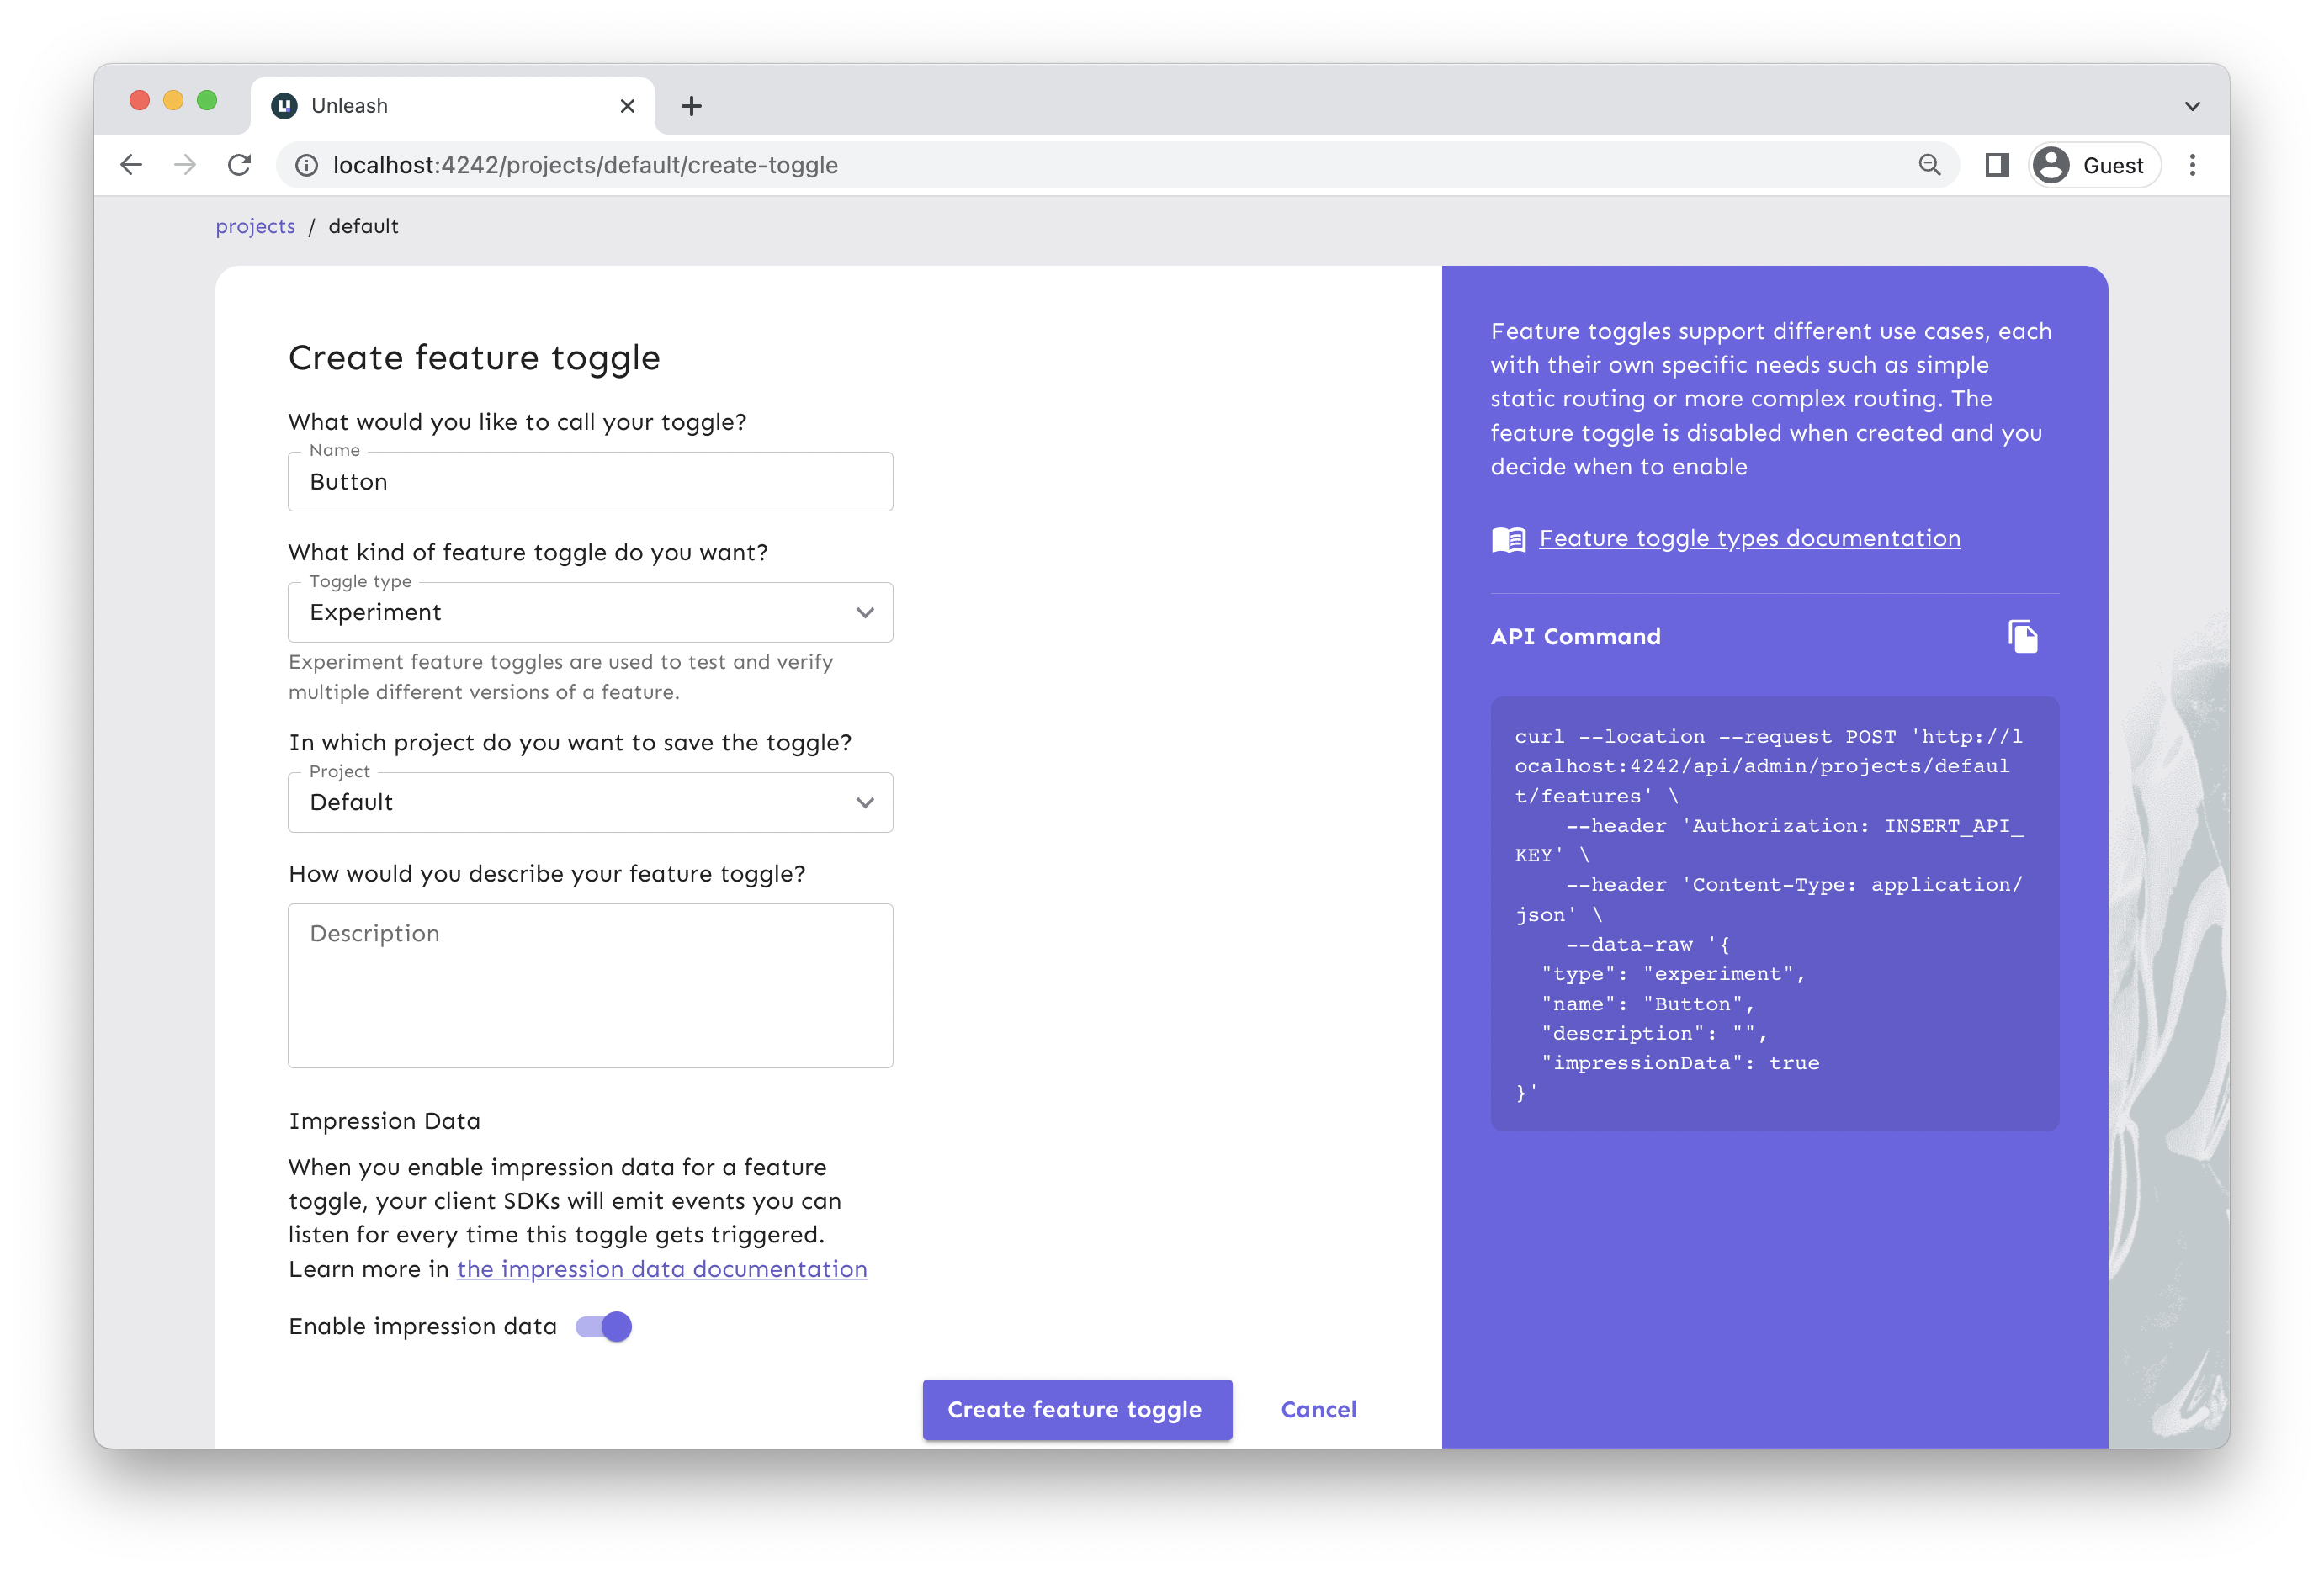 Unleash
localhost:4242/projects/default/create-toggle
Guest
projects / default
Create feature toggle
What would you like to call your toggle?
Name
Button
What kind of feature toggle do you want?
Toggle type
Experiment
Experiment feature toggles are used to test and verify
multiple different versions of a feature.
In which project do you want to save the toggle?
Project
Default
How would you describe your feature toggle?
Description
Impression Data
When you enable impression data for a feature
toggle, your client SDKs will emit events you can
listen for every time this toggle gets triggered.
Learn more in the impression data documentation
Enable impression data
Create feature toggle
Cancel
Feature toggles support different use cases, each
with their own specific needs such as simple
static routing or more complex routing. The
feature toggle is disabled when created and you
decide when to enable
Feature toggle types documentation
API Command
curl --location --request POST 'http://l
ocalhost:4242/api/admin/projects/defaul
t/features' \
    --header 'Authorization: INSERT_API_
KEY' \
    --header 'Content-Type: application/
json' \
    --data-raw '{
  "type": "experiment",
  "name": "Button",
  "description": "",
  "impressionData": true
}'